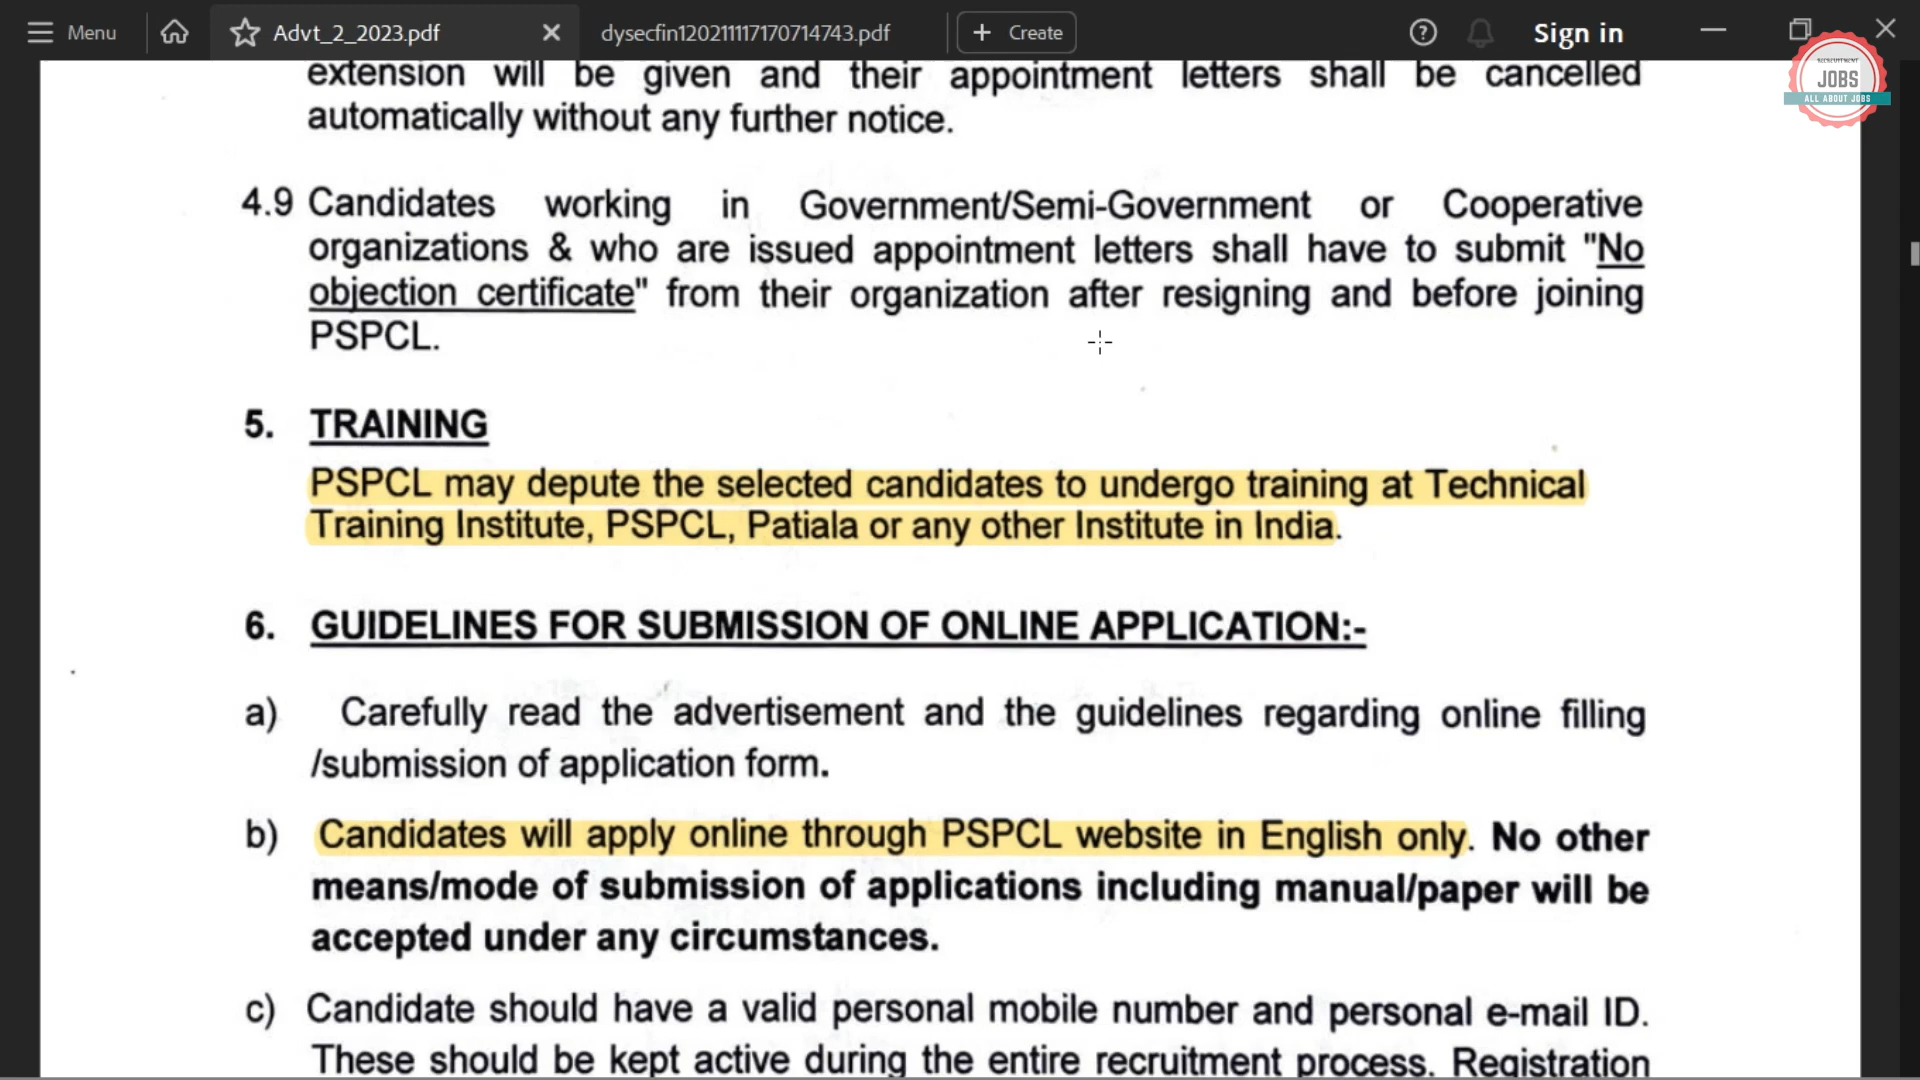 Menu
Advt_2_2023.pdf
dysecfin120211117170714743.pdf
+ Create
Sign in
RECRUITMENT
JOBS
ALL ABOUT JOBS
extension will be given and their appointment letters shall be cancelled
automatically without any further notice.
4.9 Candidates working in Government/Semi-Government or Cooperative
organizations & who are issued appointment letters shall have to submit "No
objection certificate" from their organization after resigning and before joining
PSPCL.
5. TRAINING
PSPCL may depute the selected candidates to undergo training at Technical
Training Institute, PSPCL, Patiala or any other Institute in India.
6. GUIDELINES FOR SUBMISSION OF ONLINE APPLICATION:-
a) Carefully read the advertisement and the guidelines regarding online filling
/submission of application form.
b) Candidates will apply online through PSPCL website in English only. No other
means/mode of submission of applications including manual/paper will be
accepted under any circumstances.
c) Candidate should have a valid personal mobile number and personal e-mail ID.
These should be kept active during the entire recruitment process. Registration